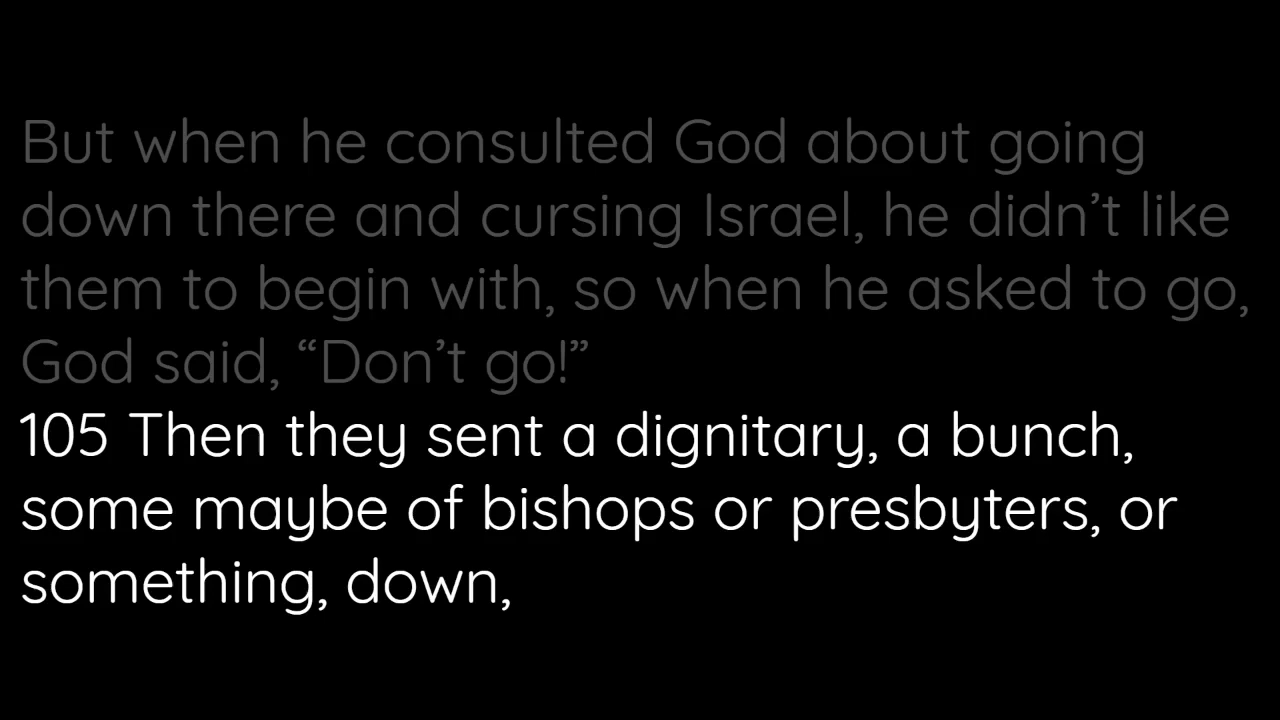 But when he consulted God about going
down there and cursing Israel, he didn’t like
them to begin with, so when he asked to go,
God said, “Don’t go!”
105 Then they sent a dignitary, a bunch,
some maybe of bishops or presbyters, or
something, down,